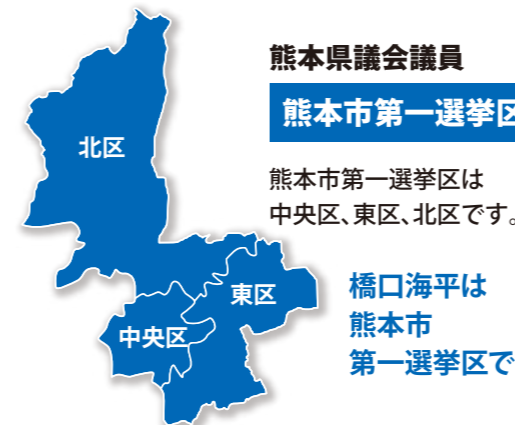 熊本県議会議員
熊本市第一選挙区
熊本市第一選挙区は
中央区、東区、北区です。
橋口海平は
熊本市
第一選挙区で
北区
東区
中央区